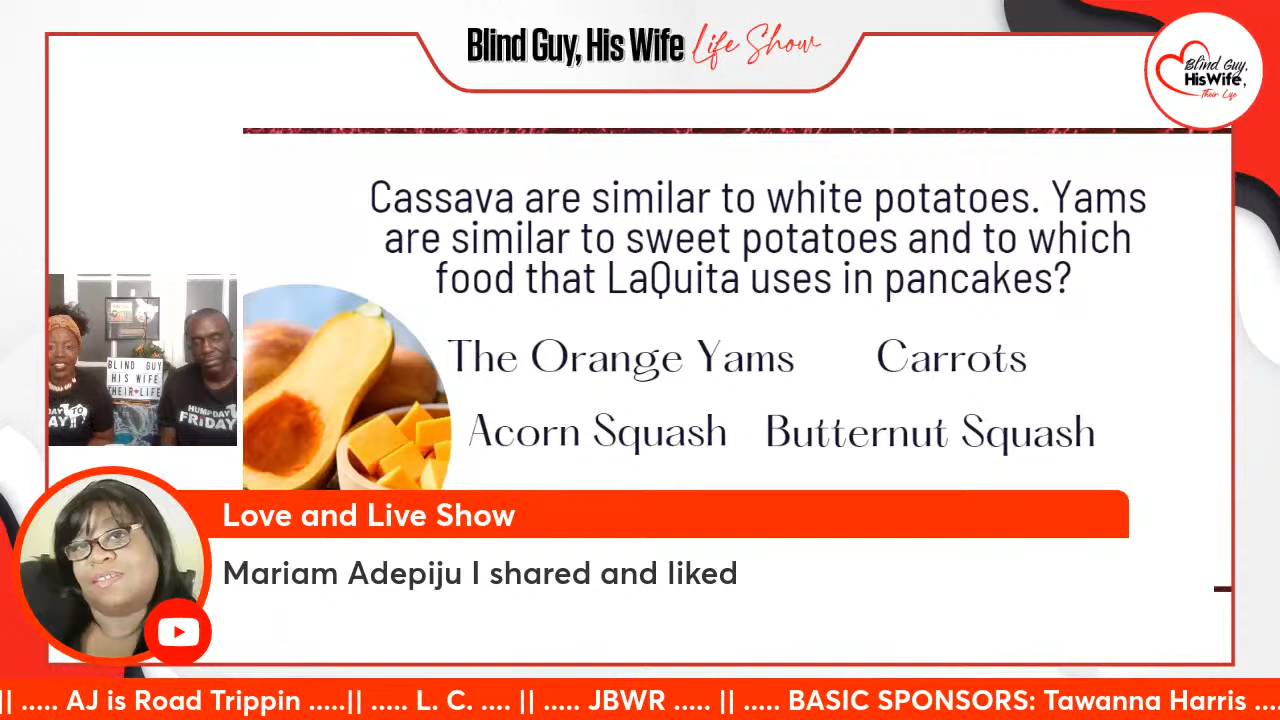 Blind Guy, His Wife Life Show
Blind Guy,
His Wife,
Their Life
Cassava are similar to white potatoes. Yams
are similar to sweet potatoes and to which
food that LaQuita uses in pancakes?
The Orange Yams
Carrots
Acorn Squash
Butternut Squash
BLIND GUY
HIS WIFE
THEIR♥LIFE
DAY TO
DAY
HUMPDAY
FRiDAY
Love and Live Show
Mariam Adepiju I shared and liked
|| ..... AJ is Road Trippin .....|| ..... L. C. .... || ..... JBWR ..... || ..... BASIC SPONSORS: Tawanna Harris ....